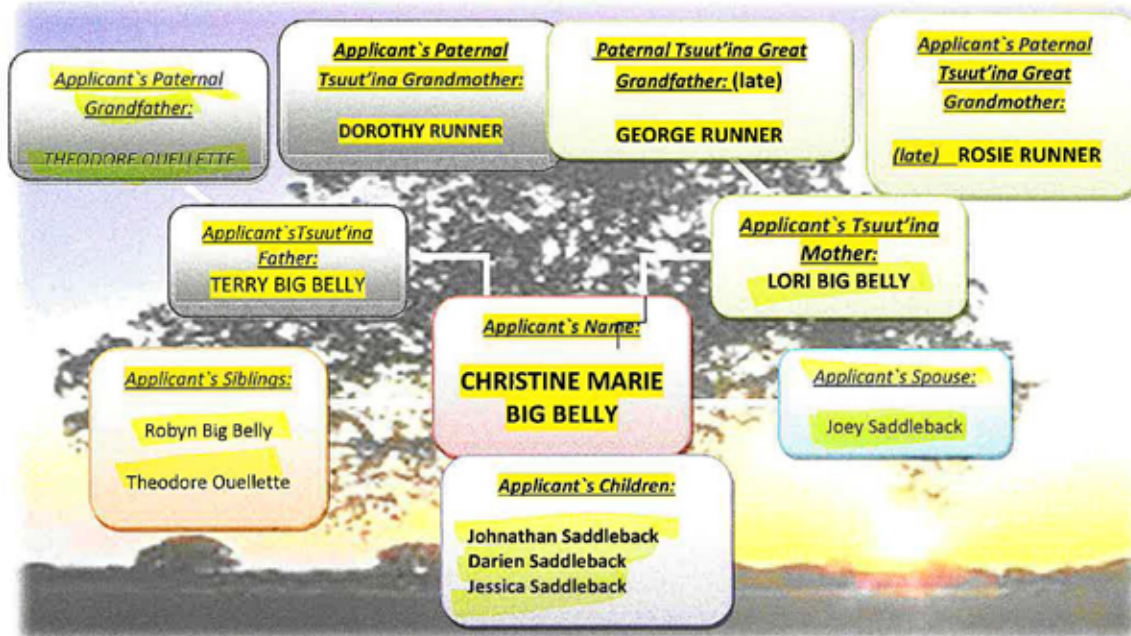 Applicant`s Paternal
Grandfather:
THEODORE OUELLETTE
Applicant`s Paternal
Tsuut’ina Grandmother:
DOROTHY RUNNER
Paternal Tsuut’ina Great
Grandfather: (late)
GEORGE RUNNER
Applicant`s Paternal
Tsuut’ina Great
Grandmother:
(late) ROSIE RUNNER
Applicant`sTsuut’ina
Father:
TERRY BIG BELLY
Applicant`s Tsuut’ina
Mother:
LORI BIG BELLY
Applicant`s Name:
CHRISTINE MARIE
BIG BELLY
Applicant`s Siblings:
Robyn Big Belly
Theodore Ouellette
Applicant`s Spouse:
Joey Saddleback
Applicant`s Children:
Johnathan Saddleback
Darien Saddleback
Jessica Saddleback